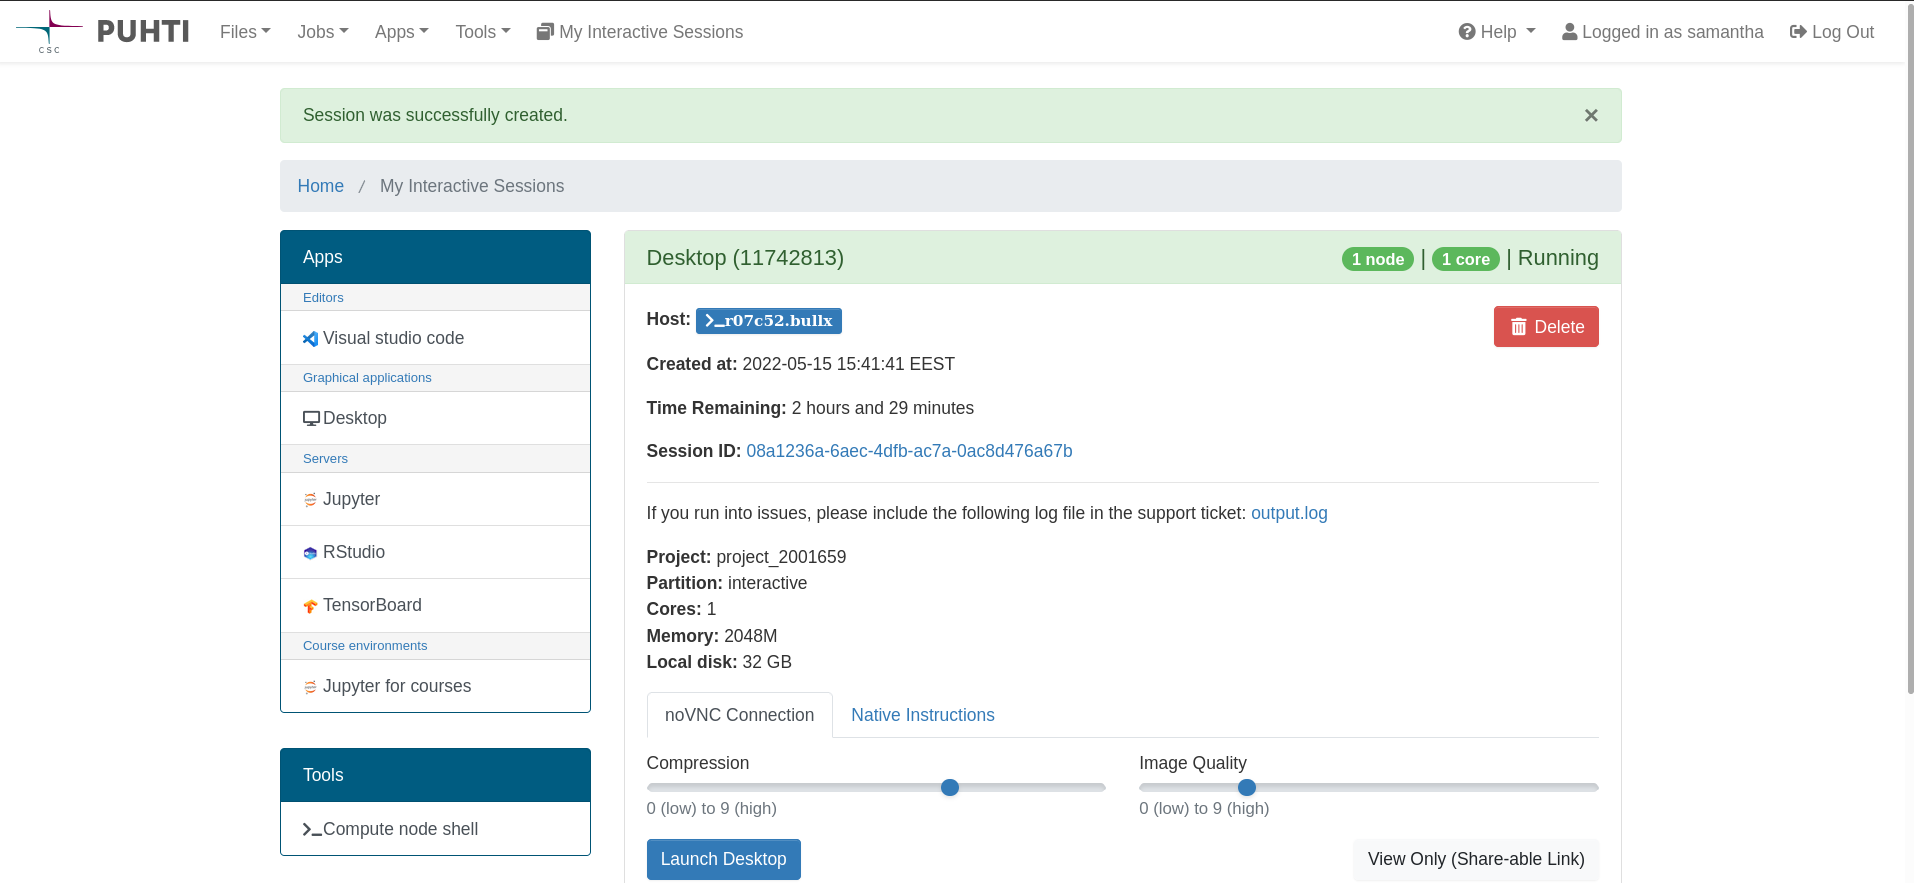 CSC PUHTI Files Jobs Apps Tools My Interactive Sessions Help Logged in as samantha Log Out
Session was successfully created. ×
Home / My Interactive Sessions
Apps
Editors
Visual studio code
Graphical applications
Desktop
Servers
Jupyter
RStudio
TensorBoard
Course environments
Jupyter for courses
Tools
Compute node shell
Desktop (11742813) 1 node | 1 core | Running
Host: >_r07c52.bullx Delete
Created at: 2022-05-15 15:41:41 EEST
Time Remaining: 2 hours and 29 minutes
Session ID: 08a1236a-6aec-4dfb-ac7a-0ac8d476a67b
If you run into issues, please include the following log file in the support ticket: output.log
Project: project_2001659
Partition: interactive
Cores: 1
Memory: 2048M
Local disk: 32 GB
noVNC Connection Native Instructions
Compression Image Quality
0 (low) to 9 (high) 0 (low) to 9 (high)
Launch Desktop View Only (Share-able Link)